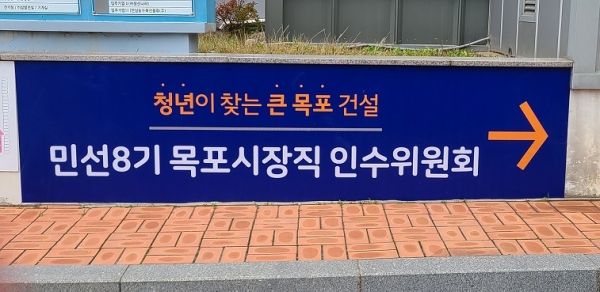 청년이 찾는 큰 목포 건설
민선8기 목포시장직 인수위원회